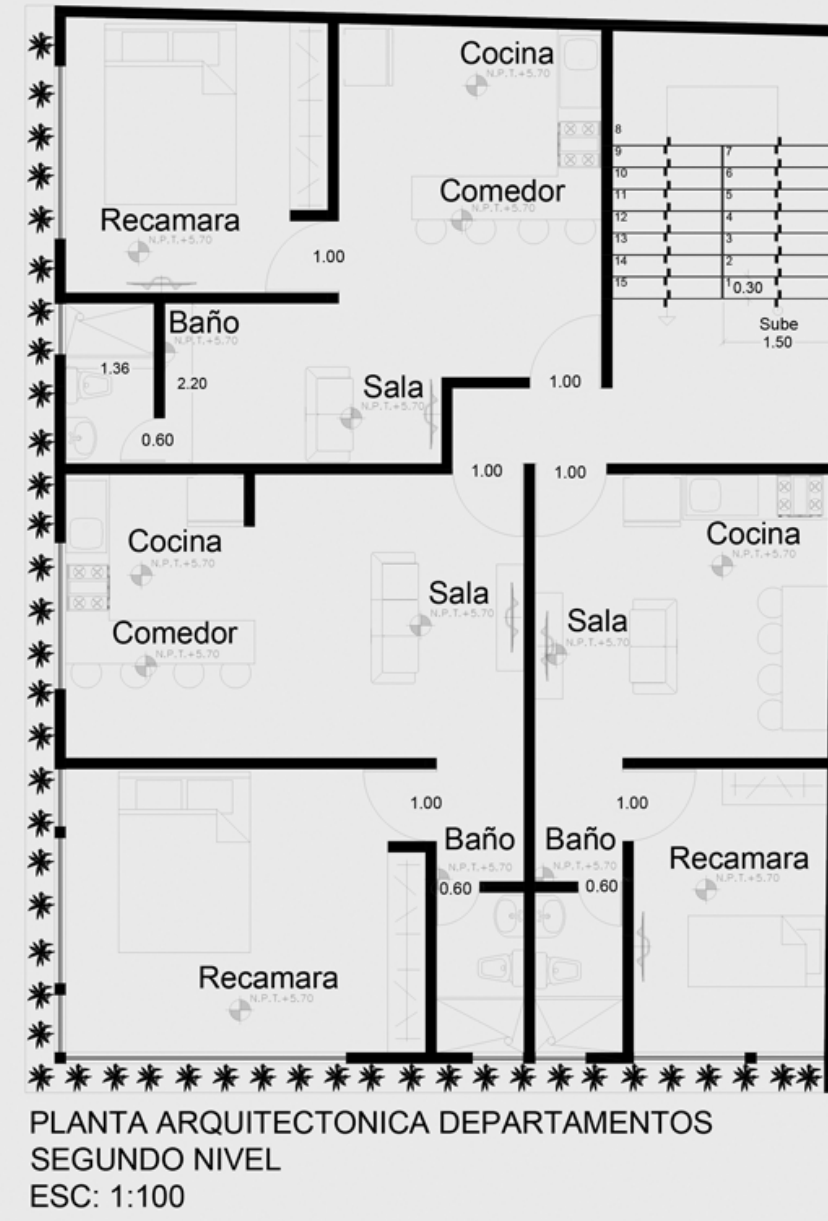 Cocina
N.P.T.+5.70
8
9
7
10
6
Comedor
N.P.T.+5.70
11
5
Recamara
N.P.T.+5.70
12
4
1.00
13
3
14
2
15
1
0.30
Baño
N.P.T.+5.70
Sube
1.50
1.36
2.20
Sala
N.P.T.+5.70
1.00
0.60
1.00
1.00
Cocina
N.P.T.+5.70
Cocina
N.P.T.+5.70
Sala
N.P.T.+5.70
Comedor
N.P.T.+5.70
Sala
N.P.T.+5.70
1.00
1.00
Baño
N.P.T.+5.70
Baño
N.P.T.+5.70
Recamara
N.P.T.+5.70
0.60
0.60
Recamara
N.P.T.+5.70
PLANTA ARQUITECTONICA DEPARTAMENTOS
SEGUNDO NIVEL
ESC: 1:100